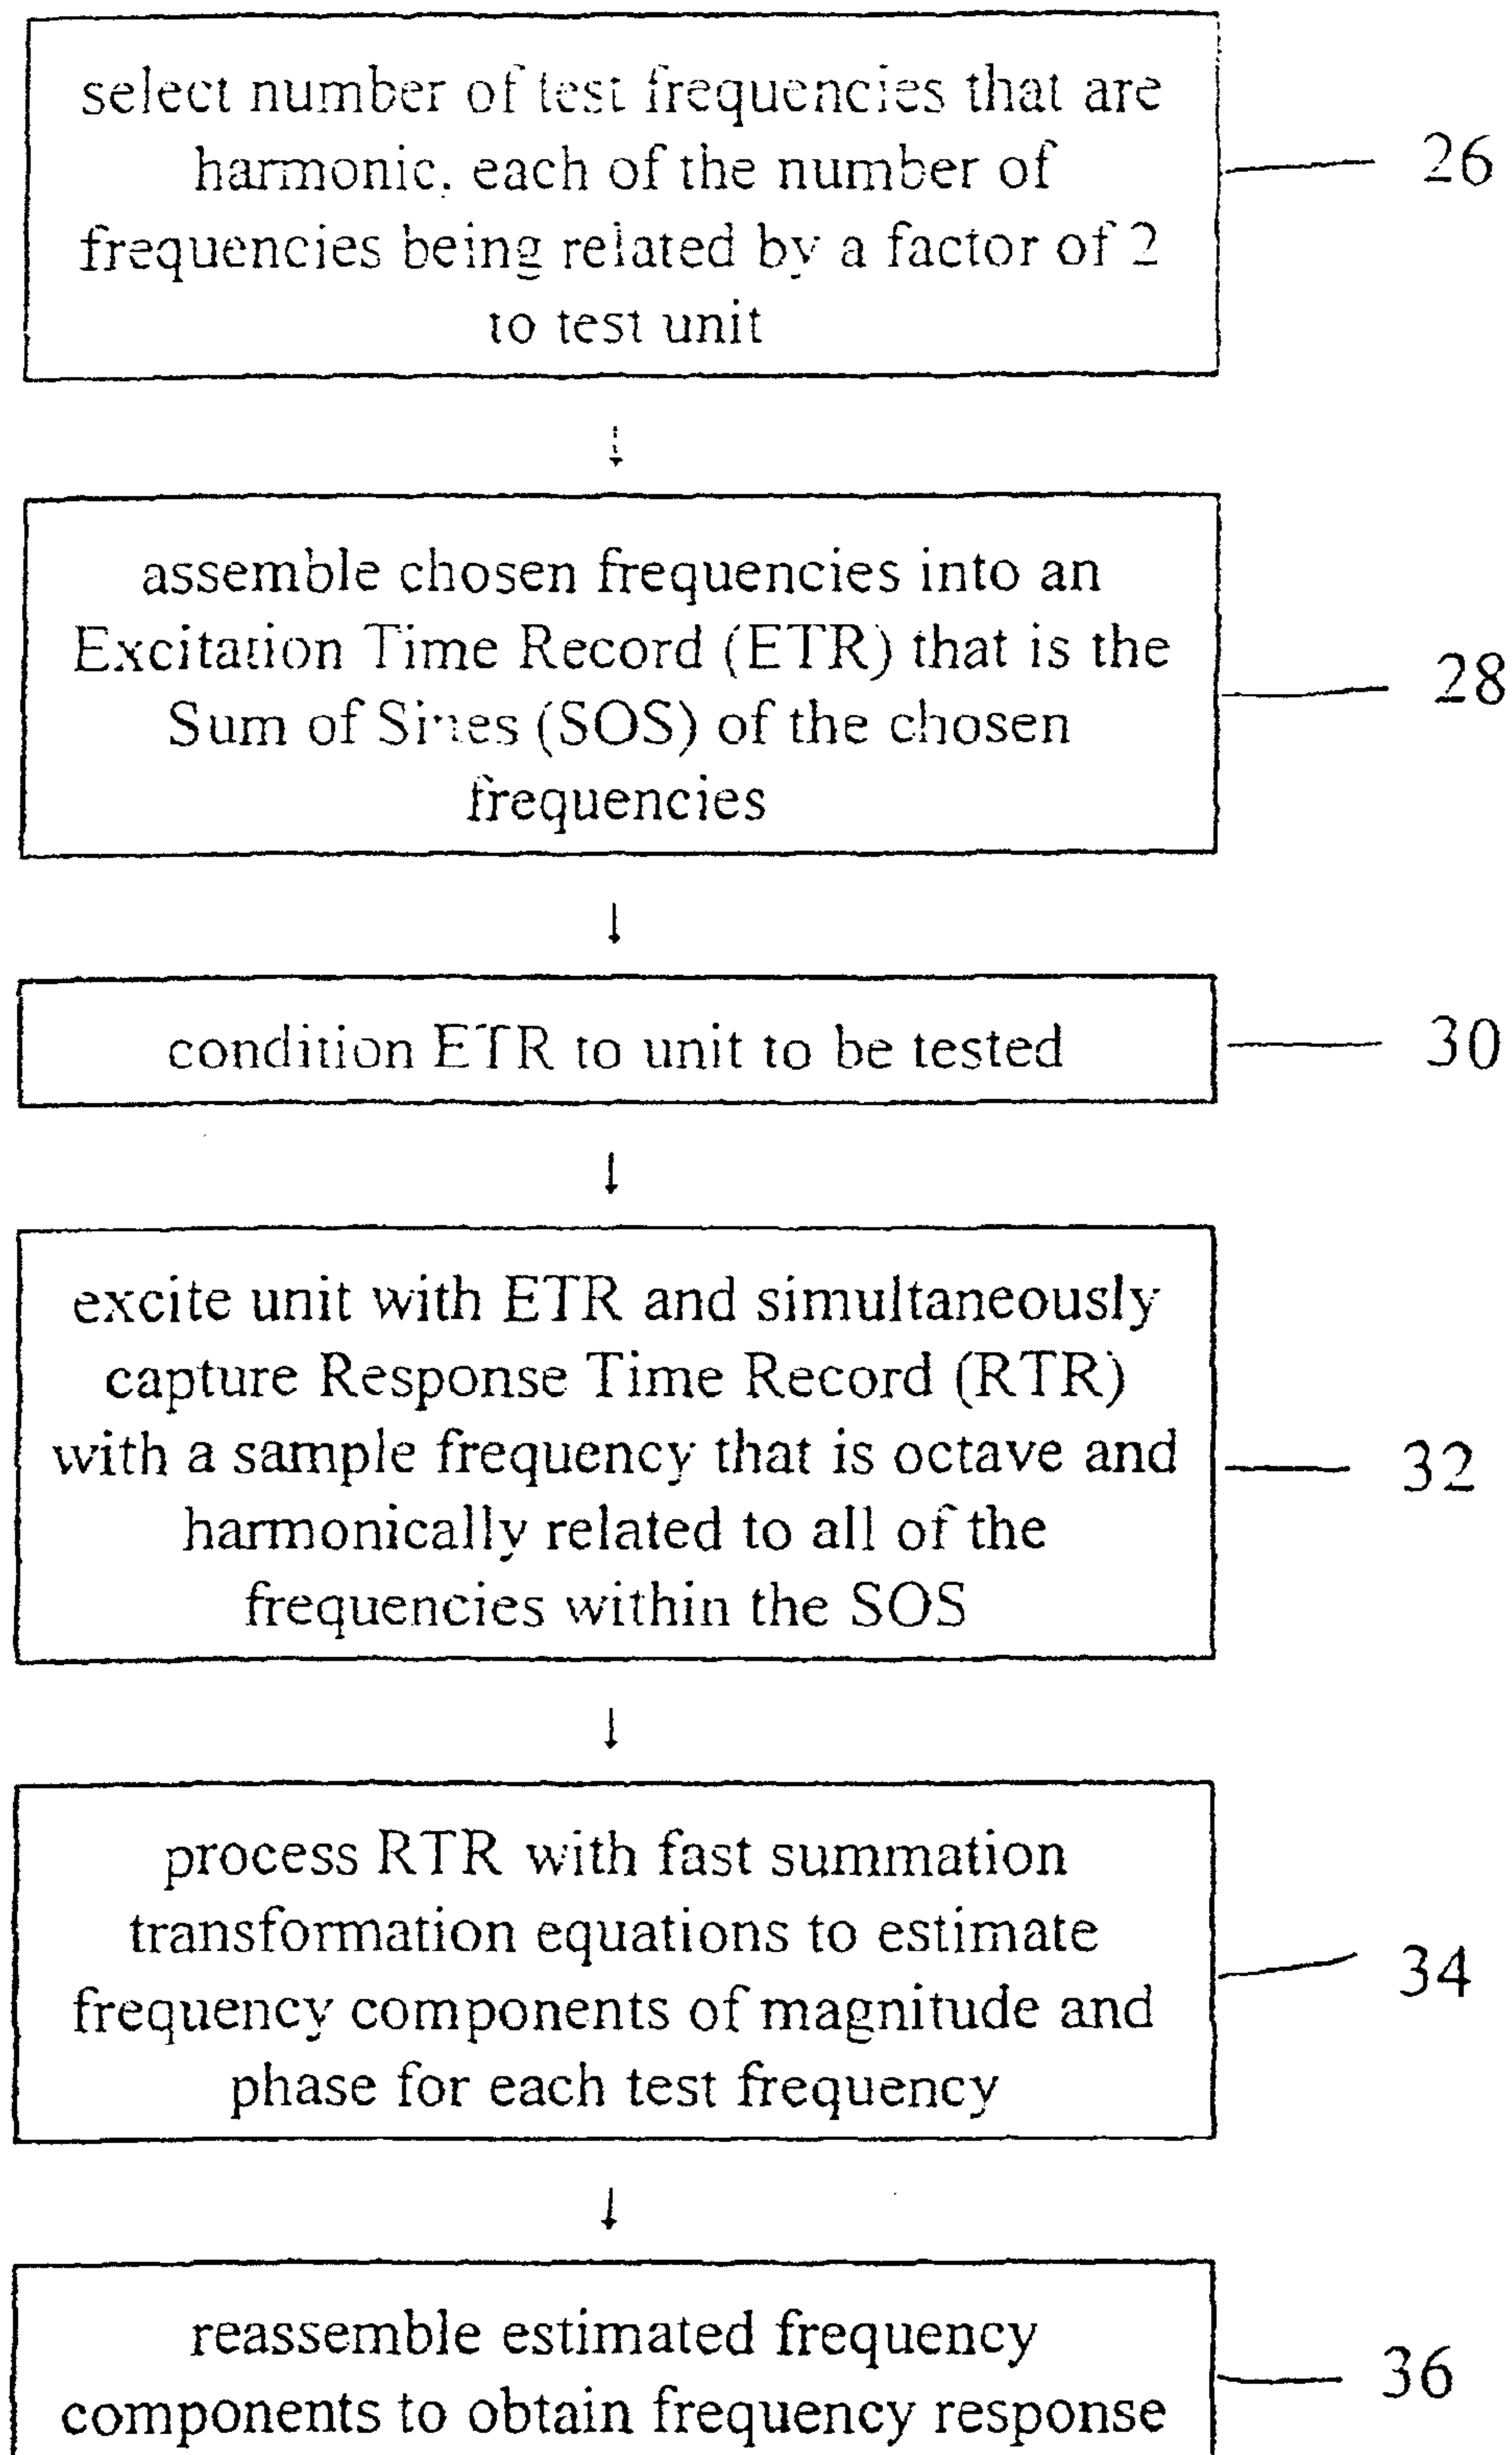 select number of test frequencies that are
harmonic, each of the number of
frequencies being related by a factor of 2
to test unit
26
assemble chosen frequencies into an
Excitation Time Record (ETR) that is the
Sum of Sines (SOS) of the chosen
frequencies
28
condition ETR to unit to be tested
30
excite unit with ETR and simultaneously
capture Response Time Record (RTR)
with a sample frequency that is octave and
harmonically related to all of the
frequencies within the SOS
32
process RTR with fast summation
transformation equations to estimate
frequency components of magnitude and
phase for each test frequency
34
reassemble estimated frequency
components to obtain frequency response
36